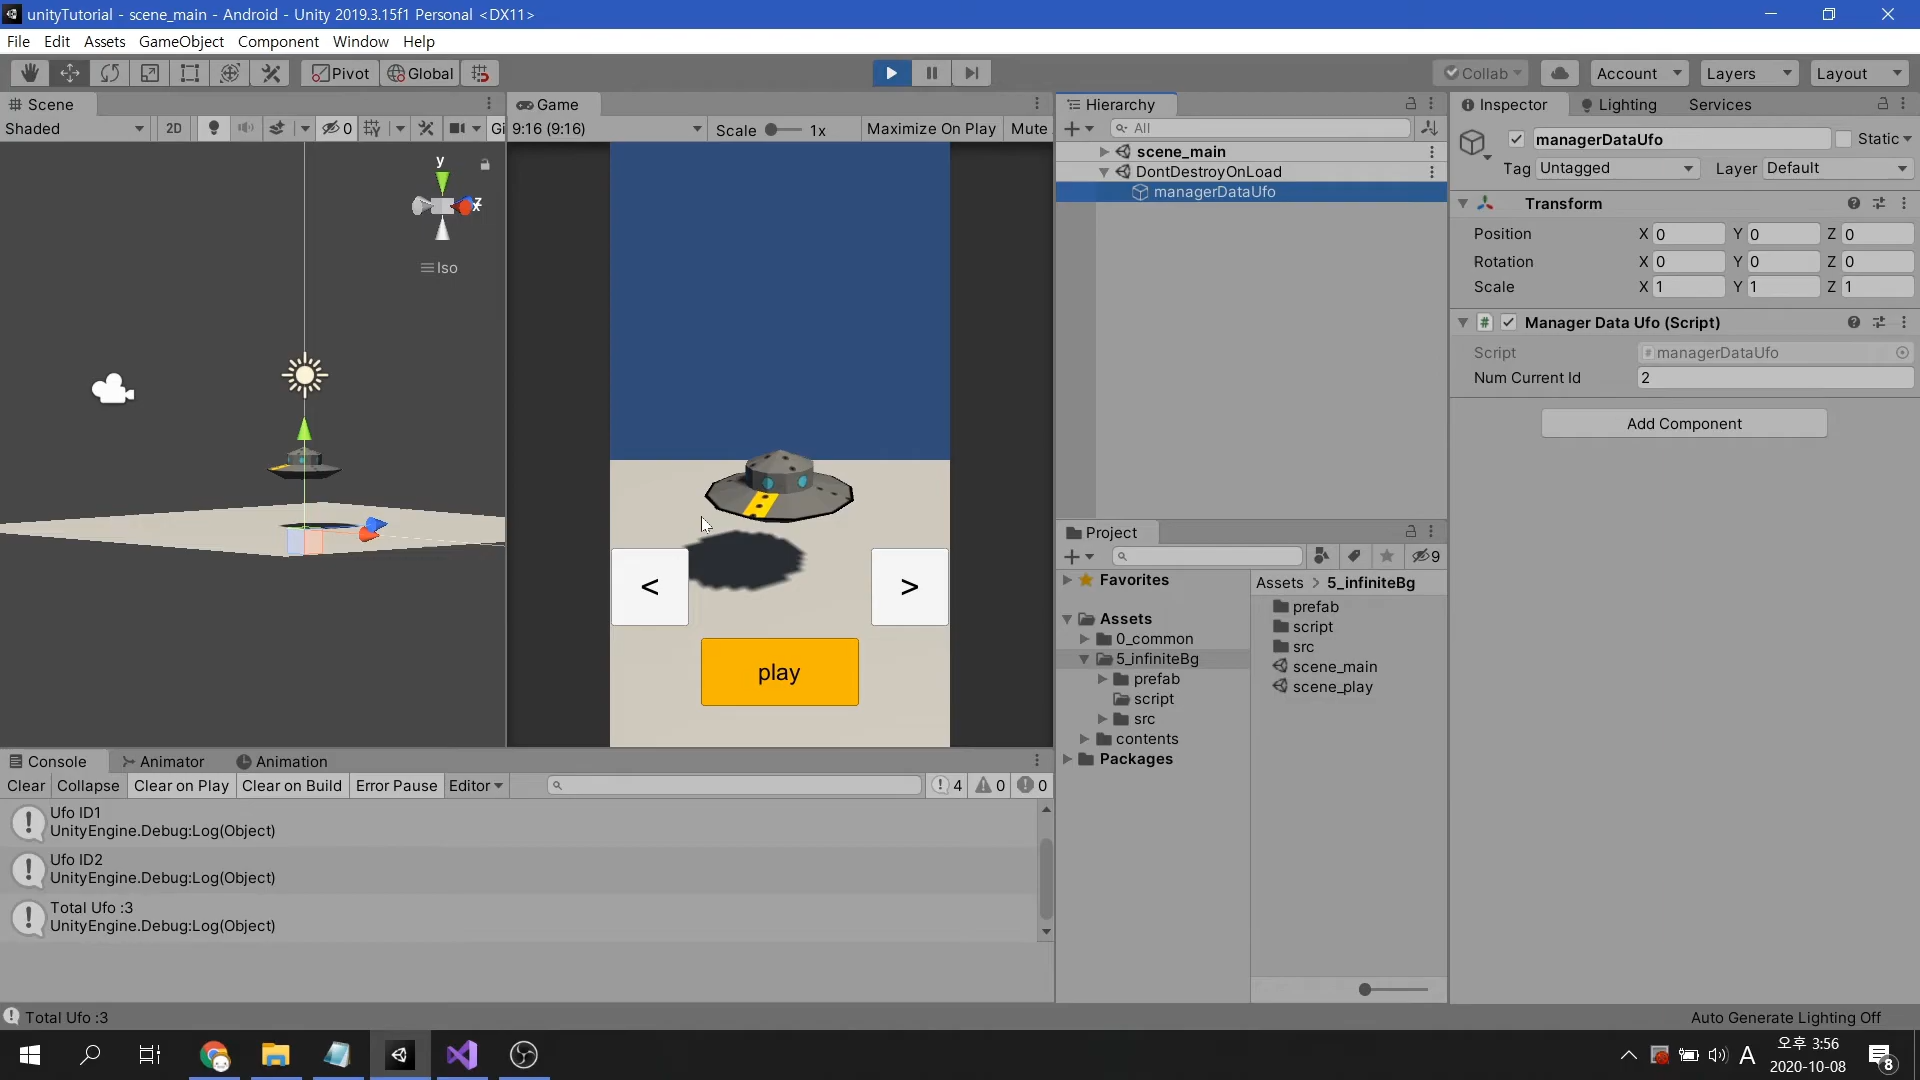 unityTutorial - scene_main - Android - Unity 2019.3.15f1 Personal <DX11>
File Edit Assets GameObject Component Window Help
Pivot Global Collab Account Layers Layout
Scene
Shaded 2D 0 Gi
y
z
x
Iso
Game
9:16 (9:16) Scale 1x Maximize On Play Mute
<
>
play
Hierarchy
All
scene_main
DontDestroyOnLoad
managerDataUfo
Project
9
Favorites
Assets
0_common
5_infiniteBg
prefab
script
src
contents
Packages
Assets > 5_infiniteBg
prefab
script
src
scene_main
scene_play
Inspector Lighting Services
managerDataUfo Static
Tag Untagged Layer Default
Transform
Position X 0 Y 0 Z 0
Rotation X 0 Y 0 Z 0
Scale X 1 Y 1 Z 1
# Manager Data Ufo (Script)
Script # managerDataUfo
Num Current Id 2
Add Component
Console Animator Animation
Clear Collapse Clear on Play Clear on Build Error Pause Editor 4 0 0
Ufo ID1
UnityEngine.Debug:Log(Object)
Ufo ID2
UnityEngine.Debug:Log(Object)
Total Ufo :3
UnityEngine.Debug:Log(Object)
Total Ufo :3
Auto Generate Lighting Off
A
오후 3:56
2020-10-08
8